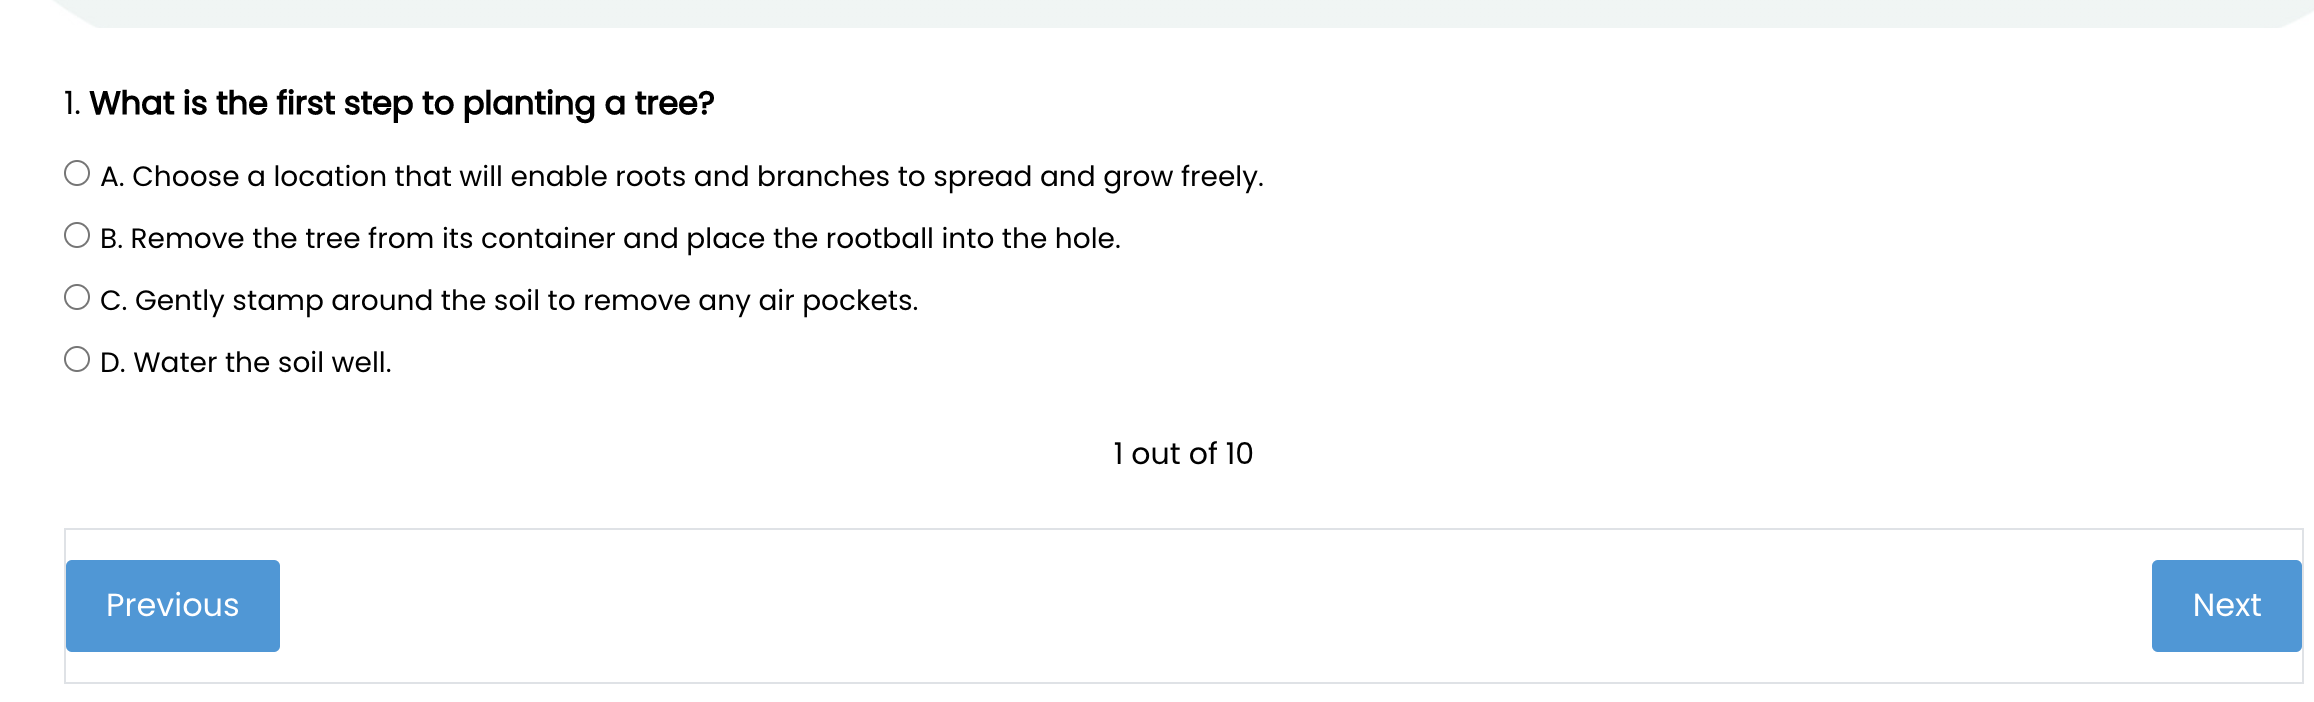 1. What is the first step to planting a tree?
A. Choose a location that will enable roots and branches to spread and grow freely.
B. Remove the tree from its container and place the rootball into the hole.
C. Gently stamp around the soil to remove any air pockets.
D. Water the soil well.
1 out of 10
Previous
Next